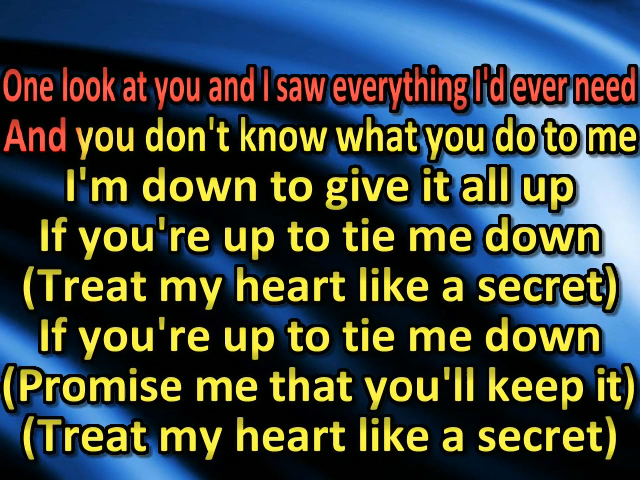 One look at you and I saw everything I'd ever need
And you don't know what you do to me
I'm down to give it all up
If you're up to tie me down
(Treat my heart like a secret)
If you're up to tie me down
(Promise me that you'll keep it)
(Treat my heart like a secret)